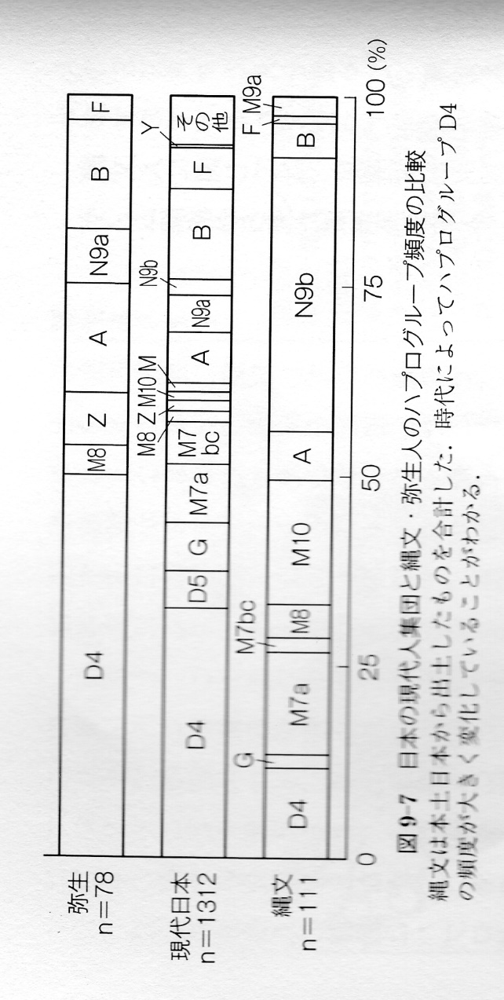 弥生
n=78
D4 M8 Z A N9a B F
現代日本
n=1312
D4 D5 G M7a M7bc M8 Z M10 M A N9a N9b B F Y その他
縄文
n=111
D4 G M7a M7bc M8 M10 A N9b B F M9a
0 25 50 75 100 (%)
図9-7 日本の現代人集団と縄文・弥生人のハプログループ頻度の比較
縄文は本土日本から出土したものを合計した．時代によってハプログループD4
の頻度が大きく変化していることがわかる．